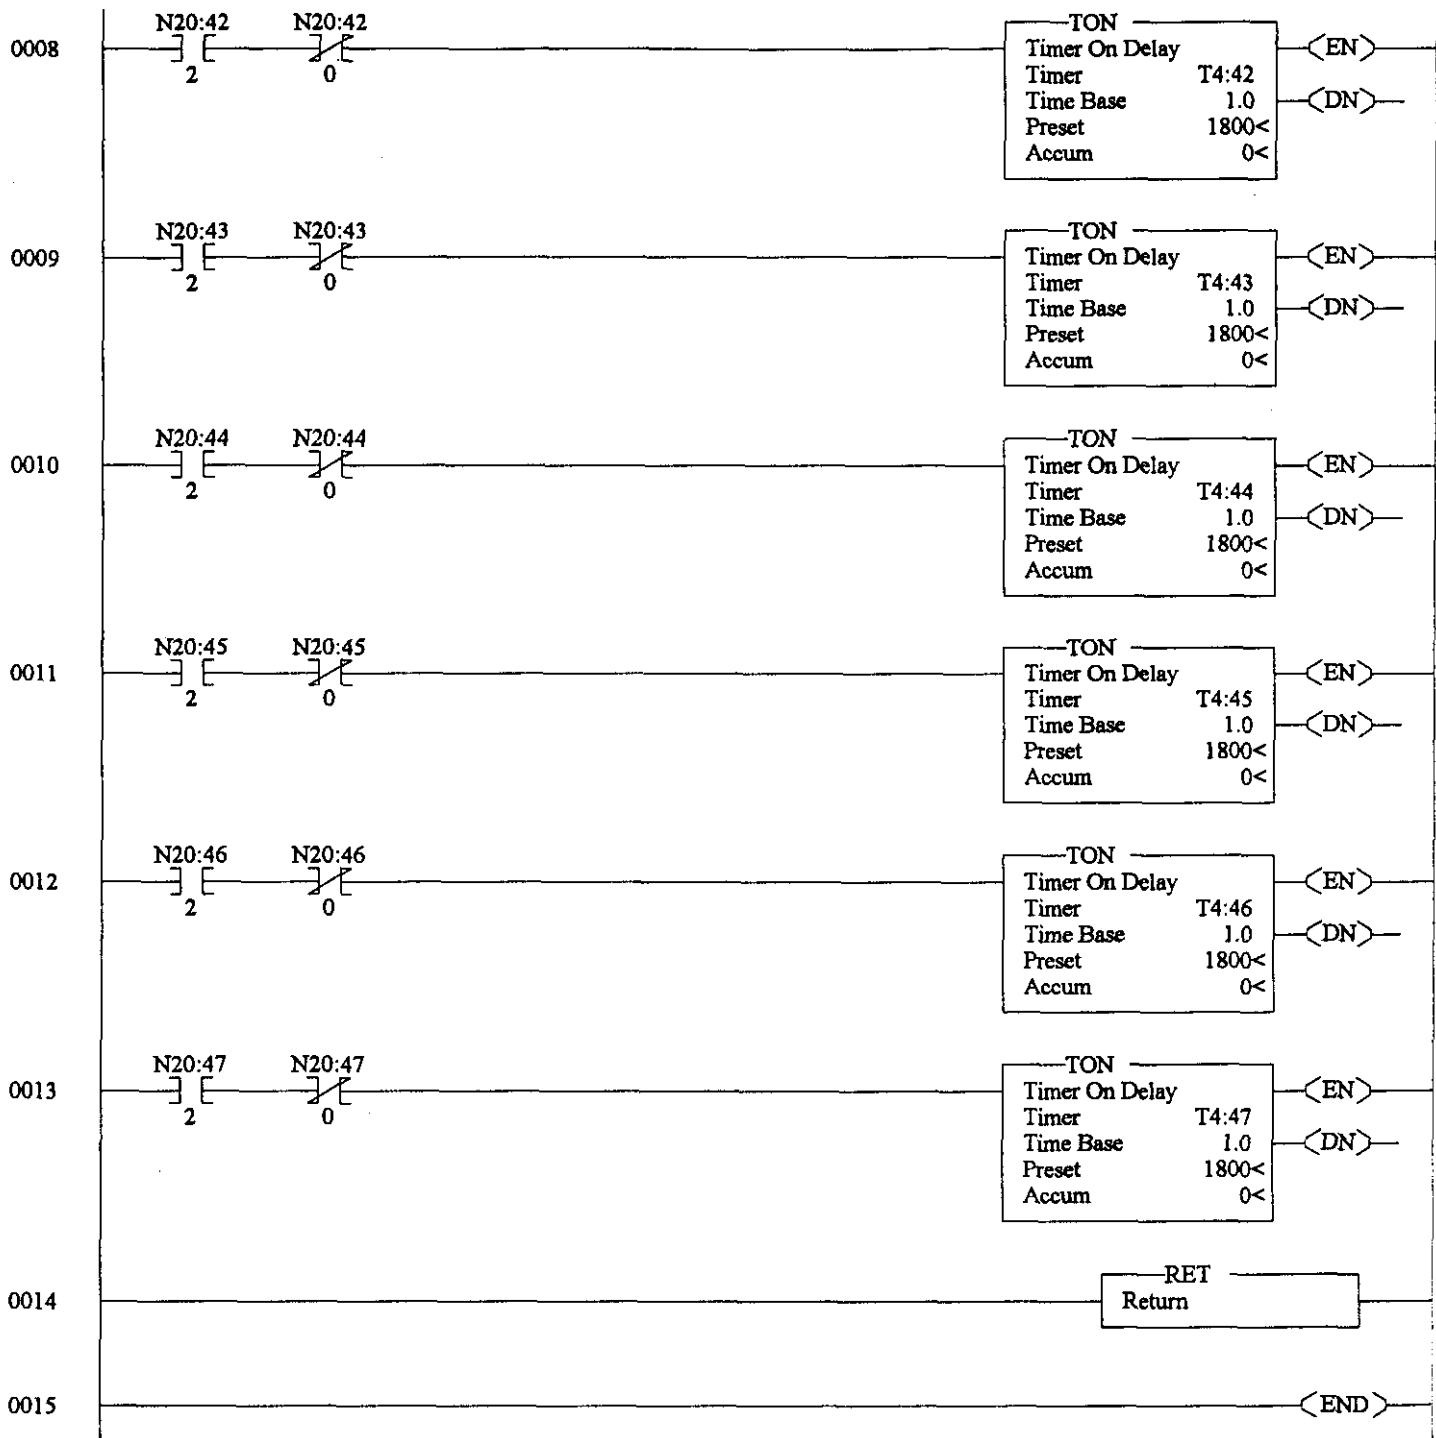 N20:42 N20:42 TON
0008 Timer On Delay EN
2 0 Timer T4:42
Time Base 1.0 DN
Preset 1800<
Accum 0<
N20:43 N20:43 TON
0009 Timer On Delay EN
2 0 Timer T4:43
Time Base 1.0 DN
Preset 1800<
Accum 0<
N20:44 N20:44 TON
0010 Timer On Delay EN
2 0 Timer T4:44
Time Base 1.0 DN
Preset 1800<
Accum 0<
N20:45 N20:45 TON
0011 Timer On Delay EN
2 0 Timer T4:45
Time Base 1.0 DN
Preset 1800<
Accum 0<
N20:46 N20:46 TON
0012 Timer On Delay EN
2 0 Timer T4:46
Time Base 1.0 DN
Preset 1800<
Accum 0<
N20:47 N20:47 TON
0013 Timer On Delay EN
2 0 Timer T4:47
Time Base 1.0 DN
Preset 1800<
Accum 0<
RET
0014 Return
0015 END